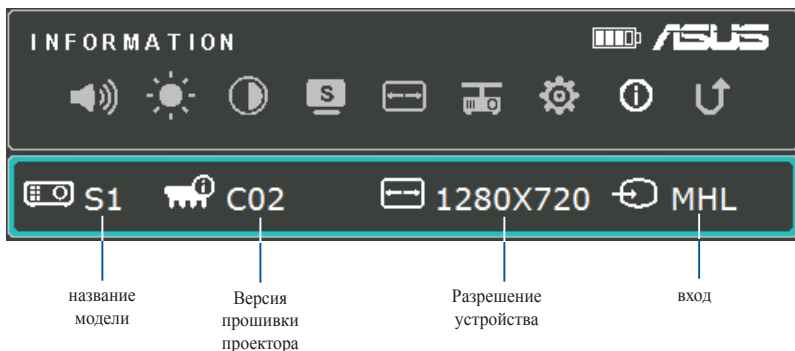 INFORMATION
ASUS
S
S1
C02
1280X720
MHL
название
модели
Версия
прошивки
проектора
Разрешение
устройства
вход